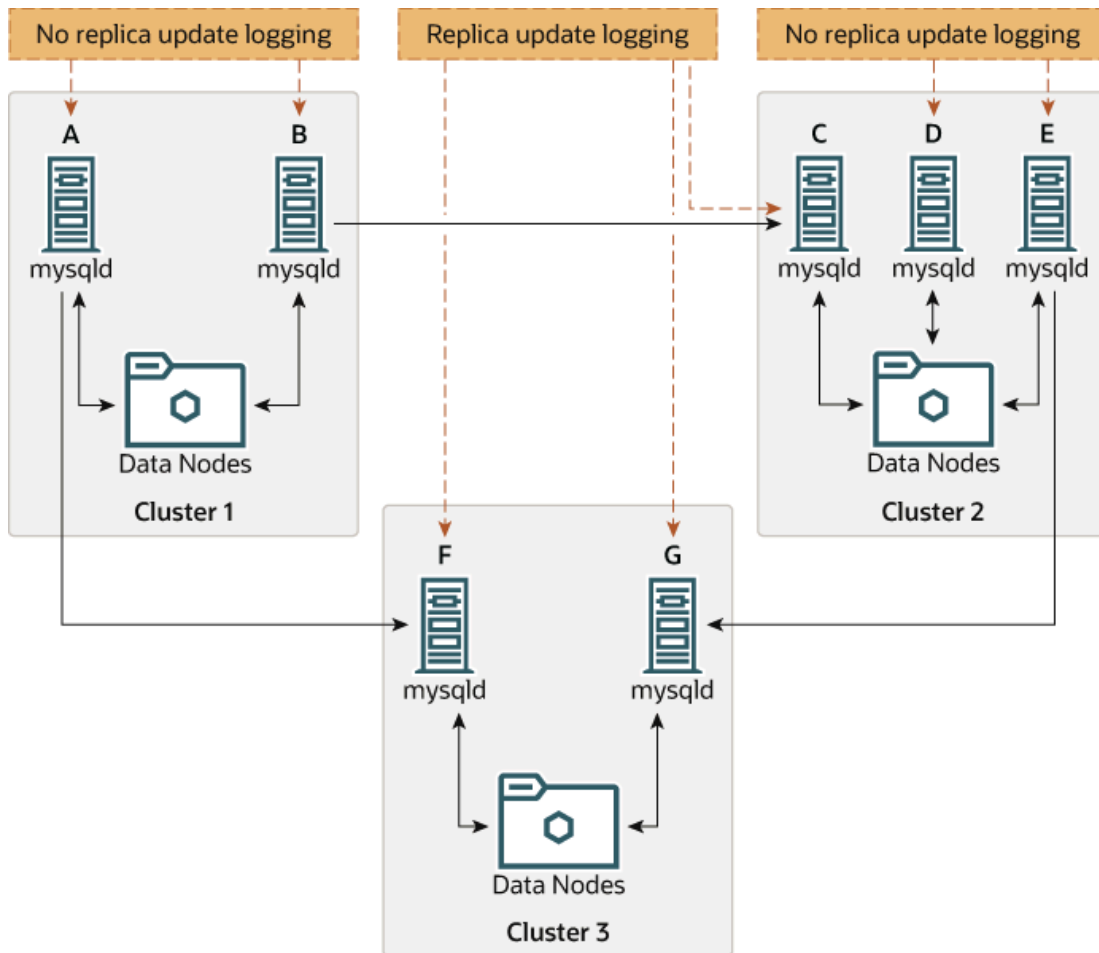 No replica update logging
Replica update logging
No replica update logging
A
B
mysqld
mysqld
Data Nodes
Cluster 1
C
D
E
mysqld
mysqld
mysqld
Data Nodes
Cluster 2
F
G
mysqld
mysqld
Data Nodes
Cluster 3